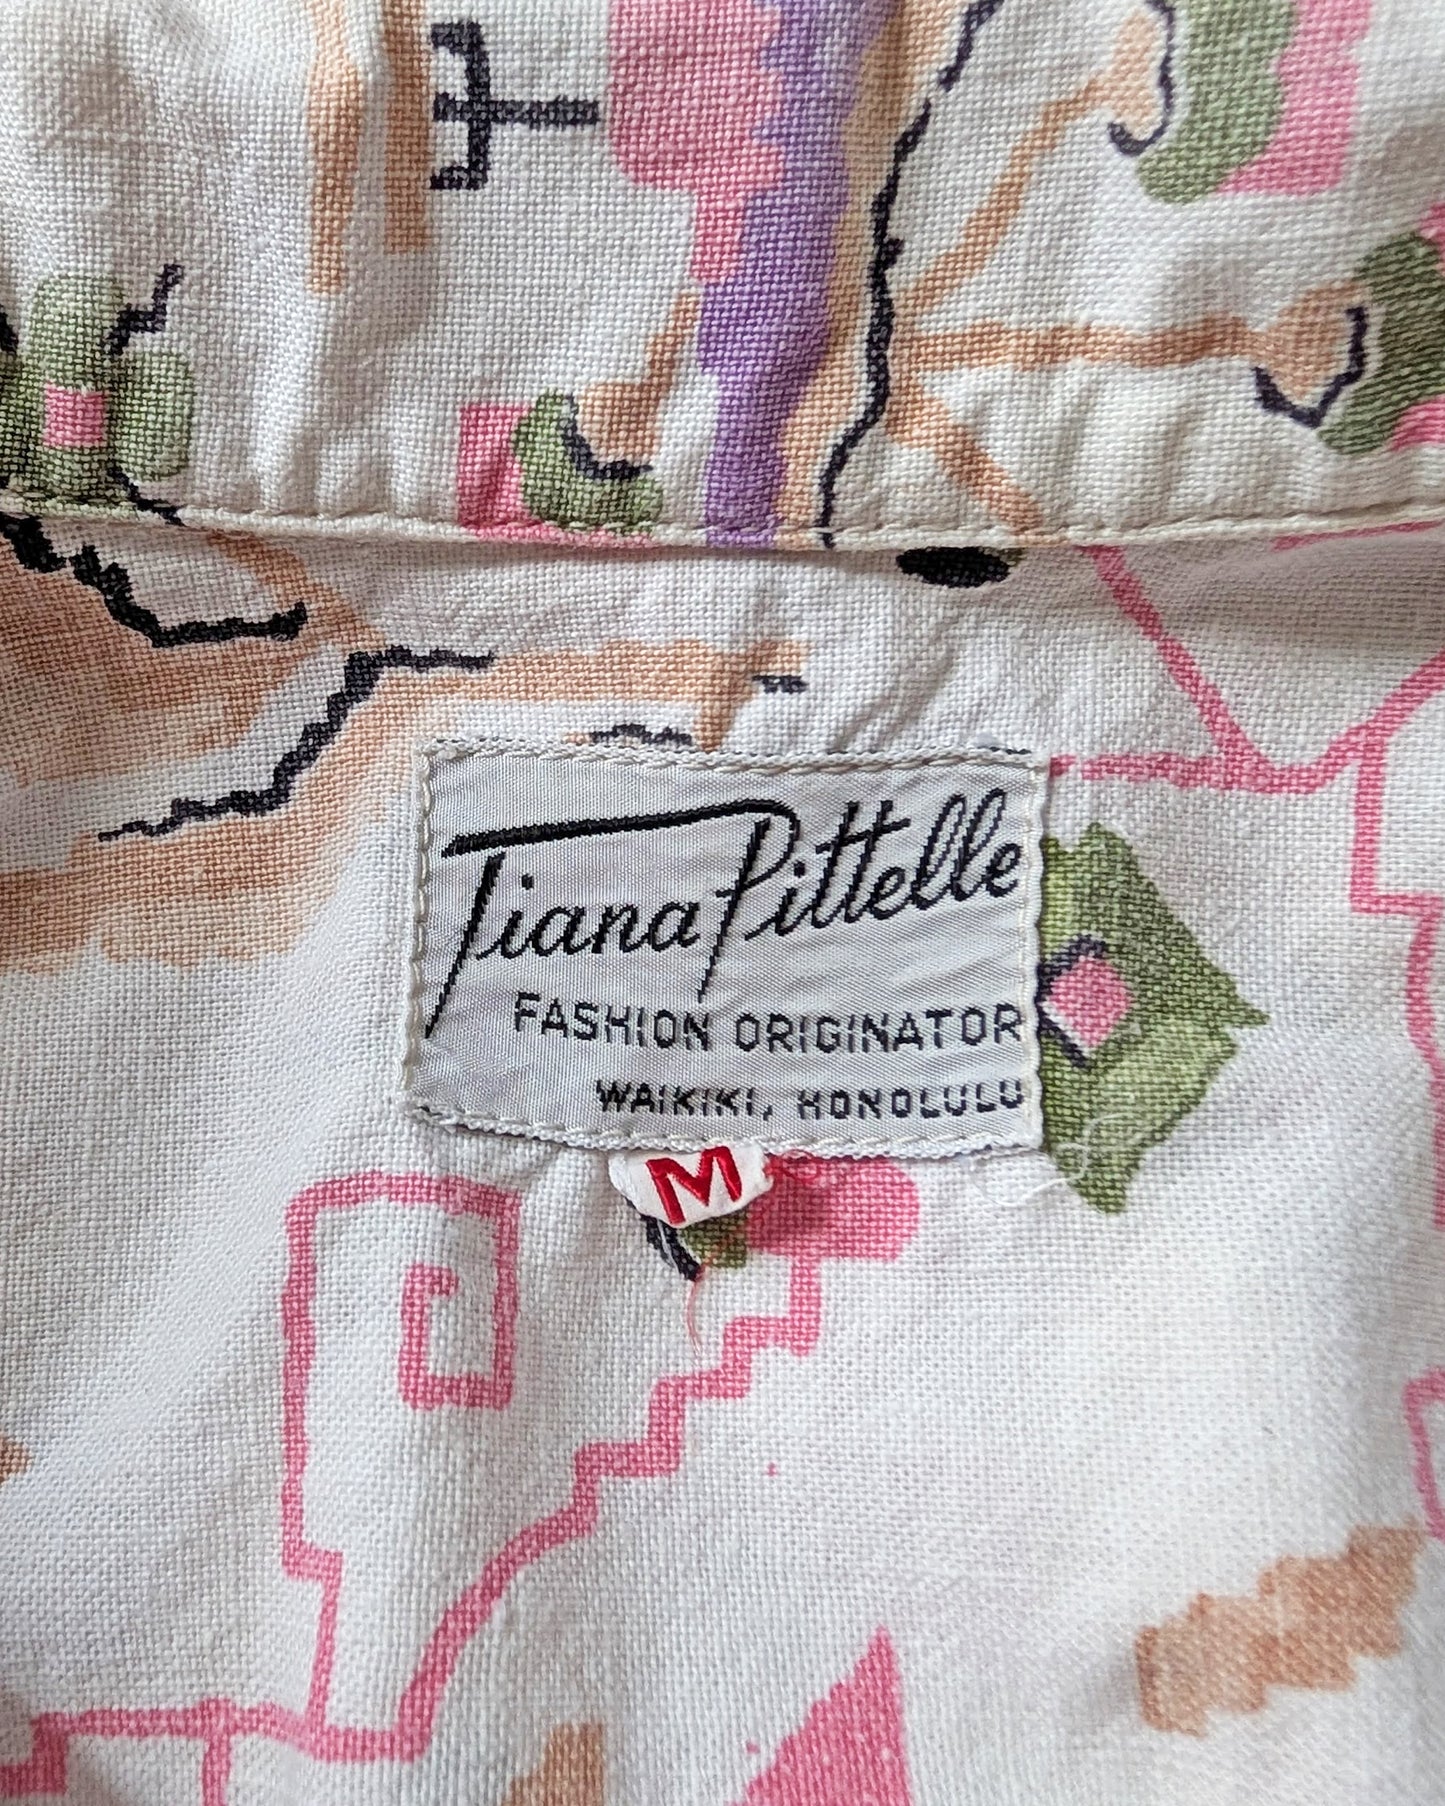 Tiana Pittelle
FASHION ORIGINATOR
WAIKIKI, HONOLULU
M